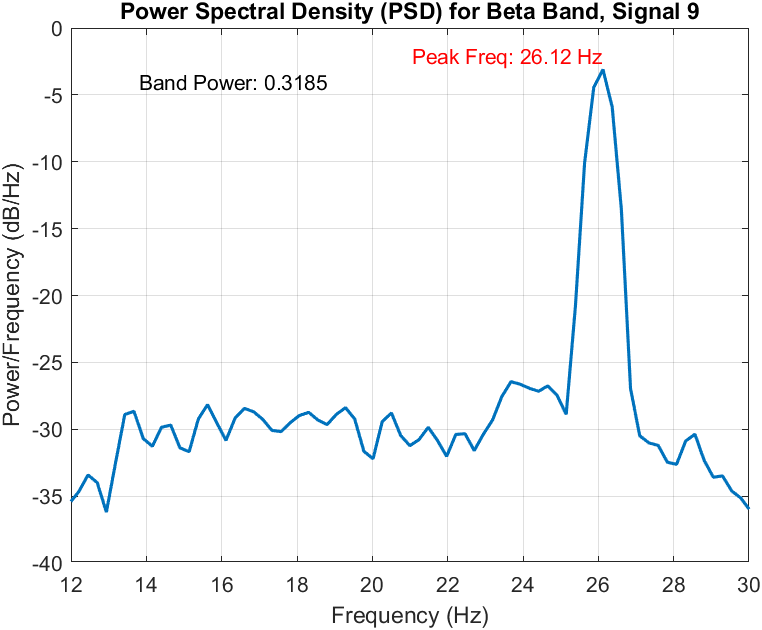 Power Spectral Density (PSD) for Beta Band, Signal 9
Peak Freq: 26.12 Hz
Band Power: 0.3185
Power/Frequency (dB/Hz)
0
-5
-10
-15
-20
-25
-30
-35
-40
12 14 16 18 20 22 24 26 28 30
Frequency (Hz)